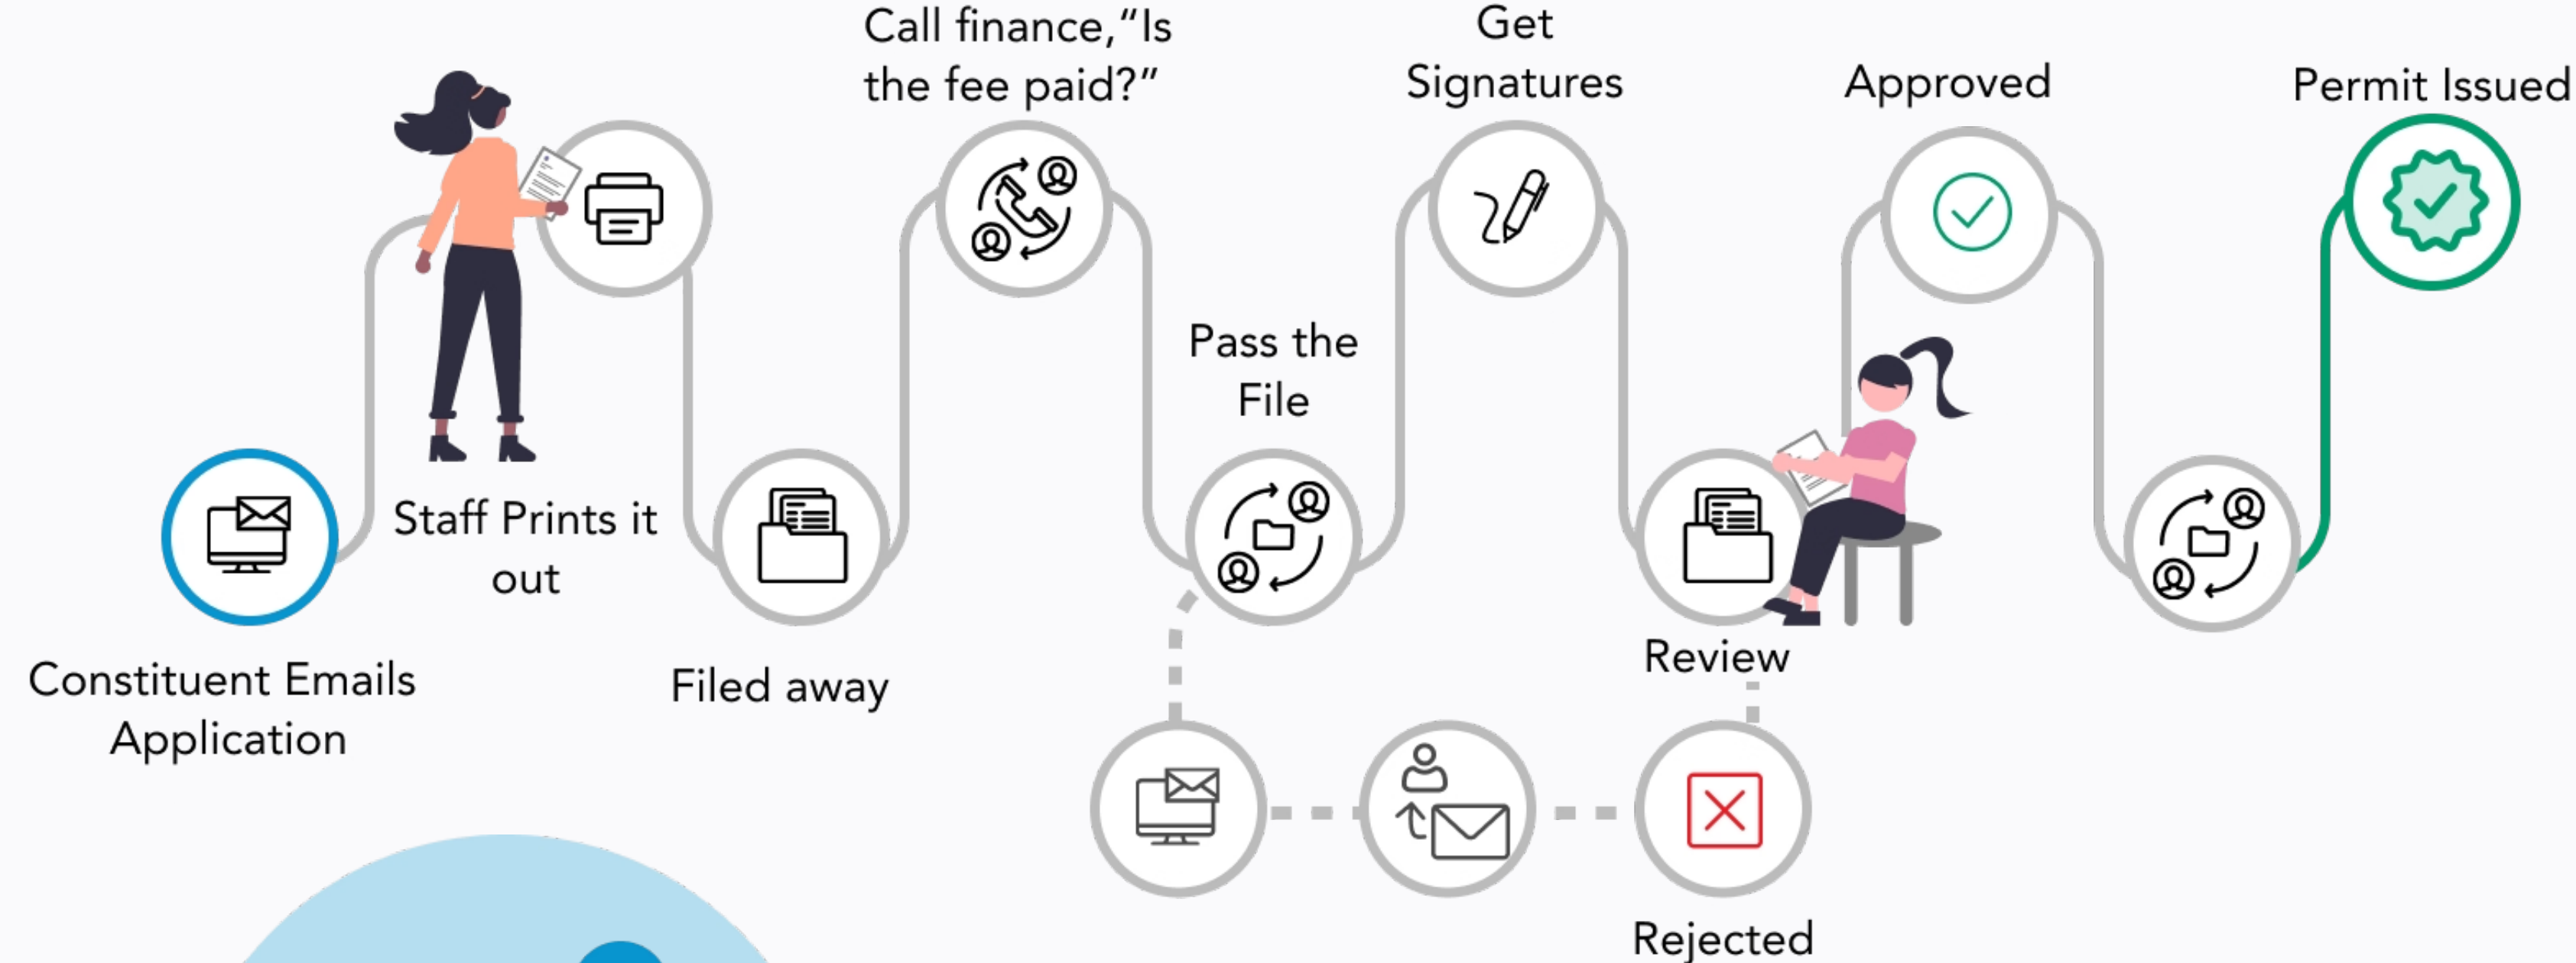 Constituent Emails
Application
Staff Prints it
out
Filed away
Call finance,“Is
the fee paid?”
Pass the
File
Get
Signatures
Review
Rejected
Approved
Permit Issued